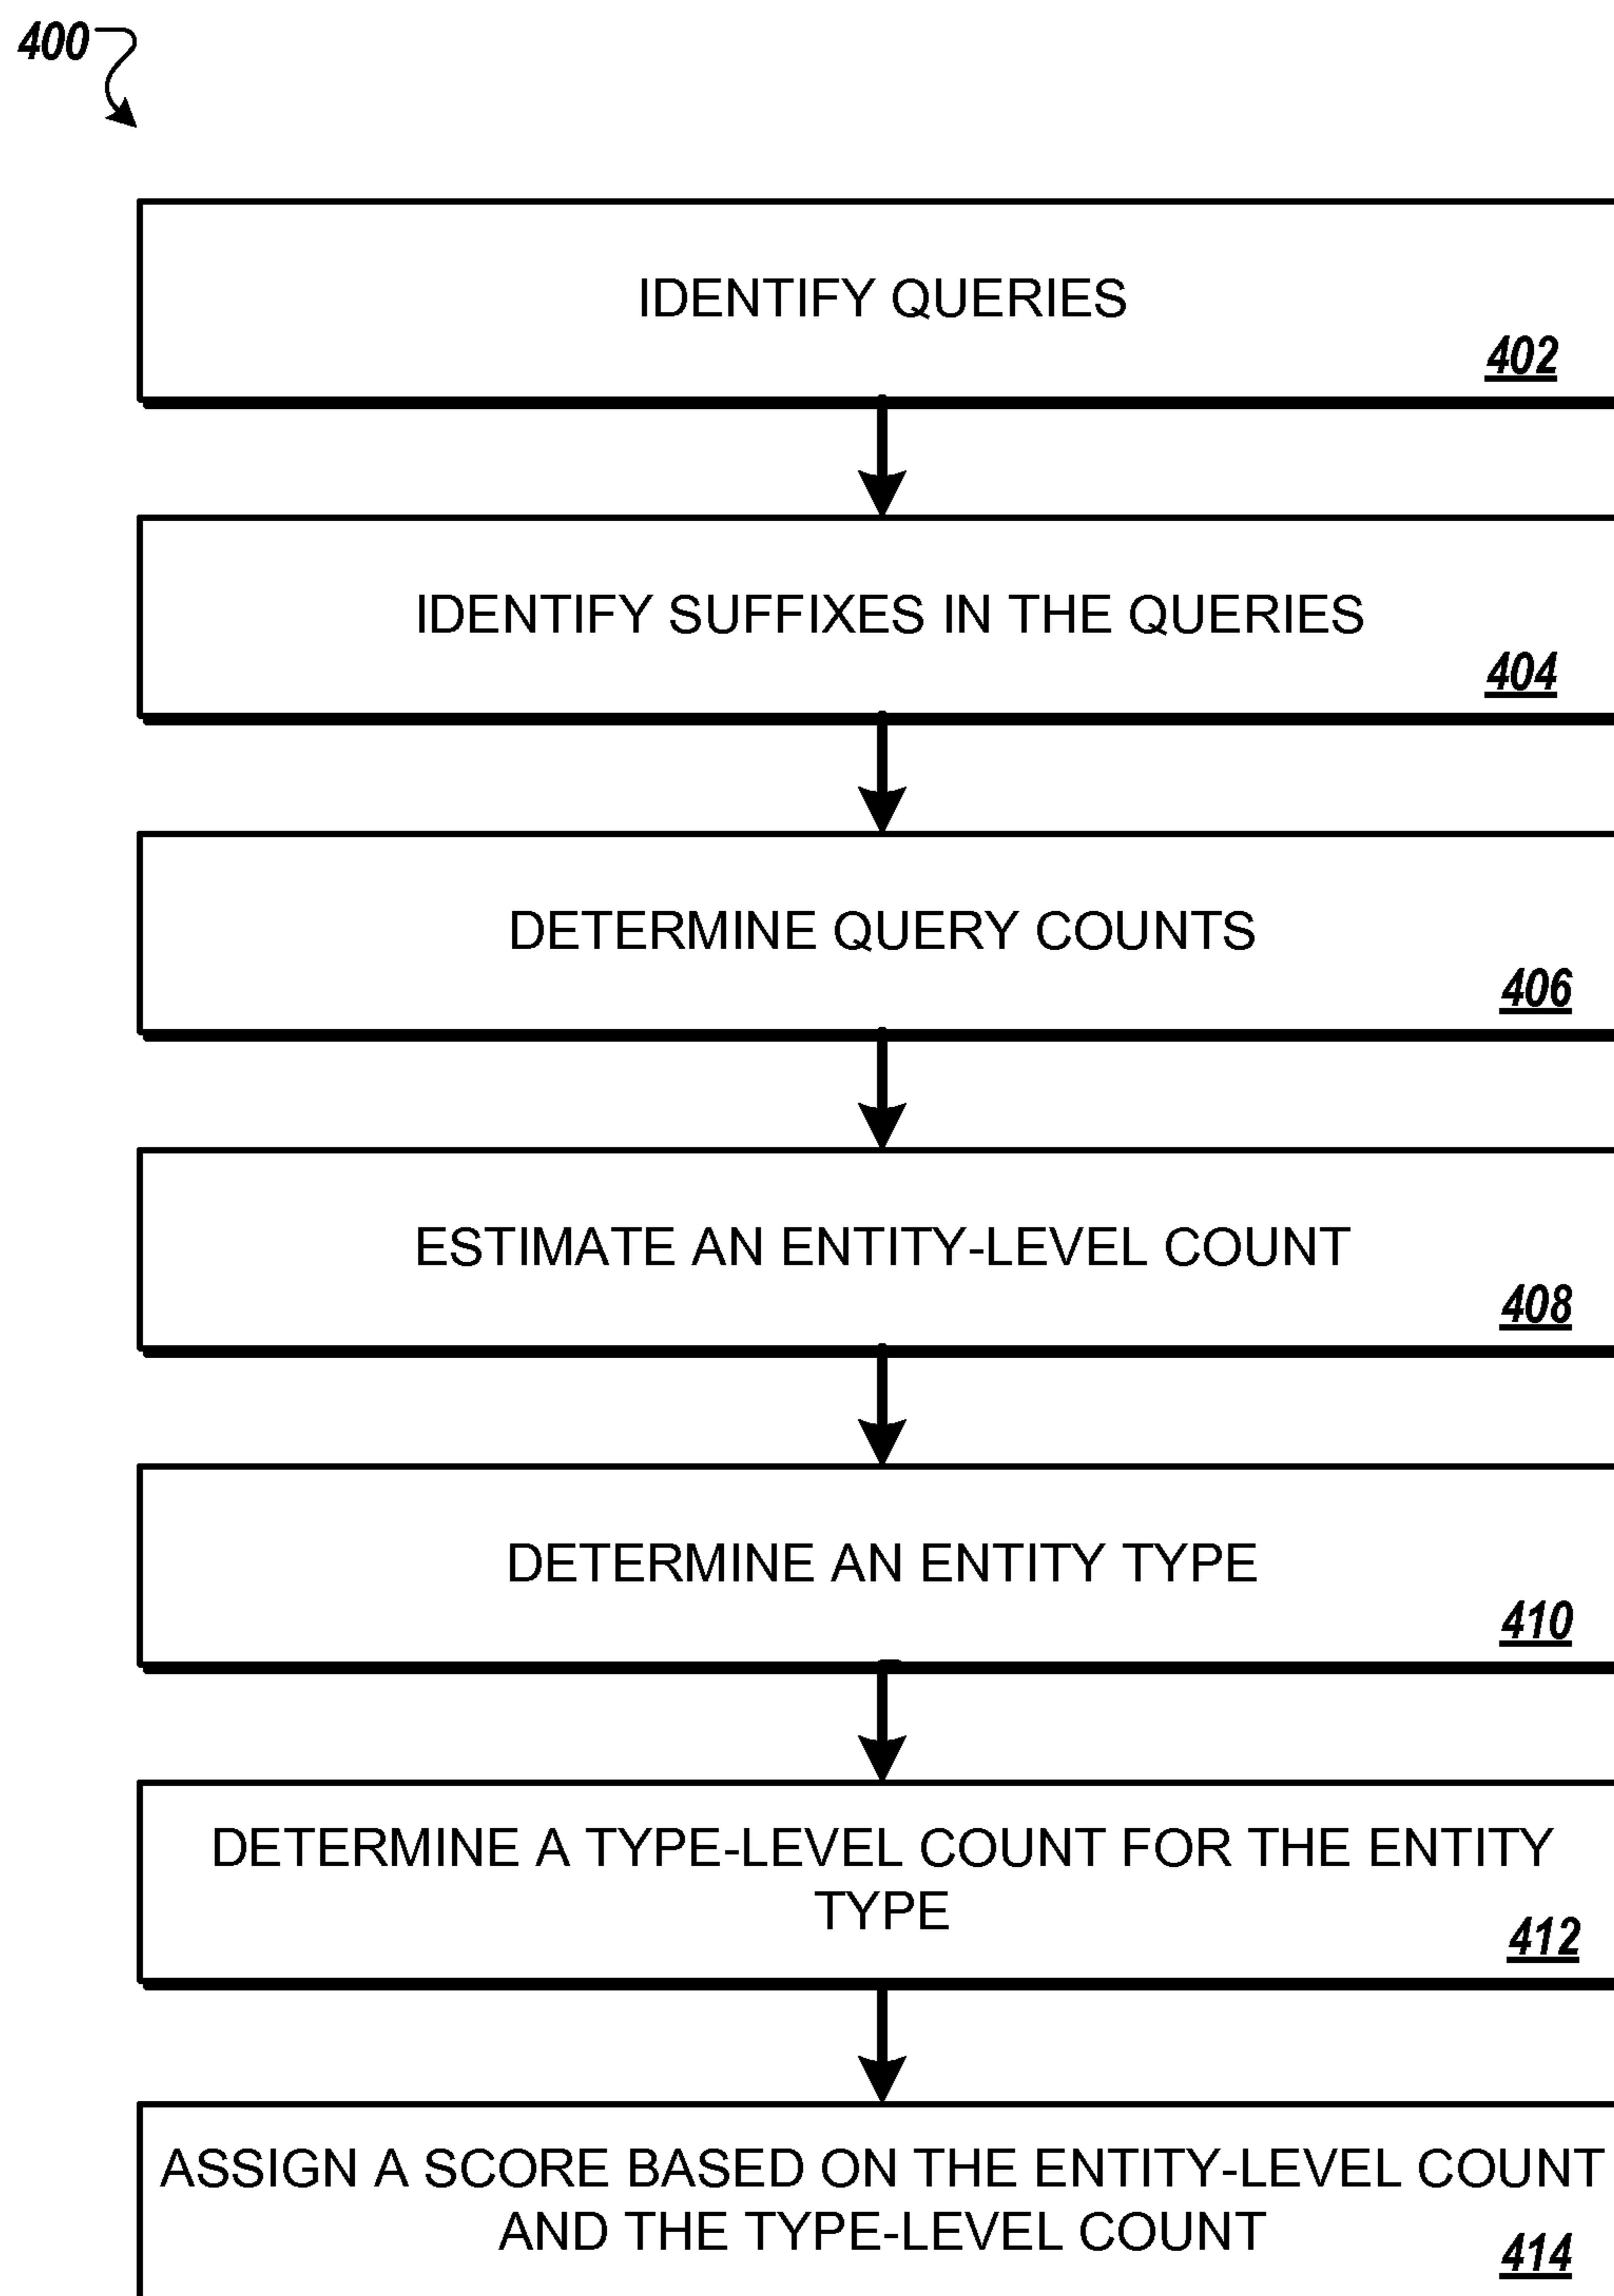 400
IDENTIFY QUERIES
402
IDENTIFY SUFFIXES IN THE QUERIES
404
DETERMINE QUERY COUNTS
406
ESTIMATE AN ENTITY-LEVEL COUNT
408
DETERMINE AN ENTITY TYPE
410
DETERMINE A TYPE-LEVEL COUNT FOR THE ENTITY
TYPE
412
ASSIGN A SCORE BASED ON THE ENTITY-LEVEL COUNT
AND THE TYPE-LEVEL COUNT
414